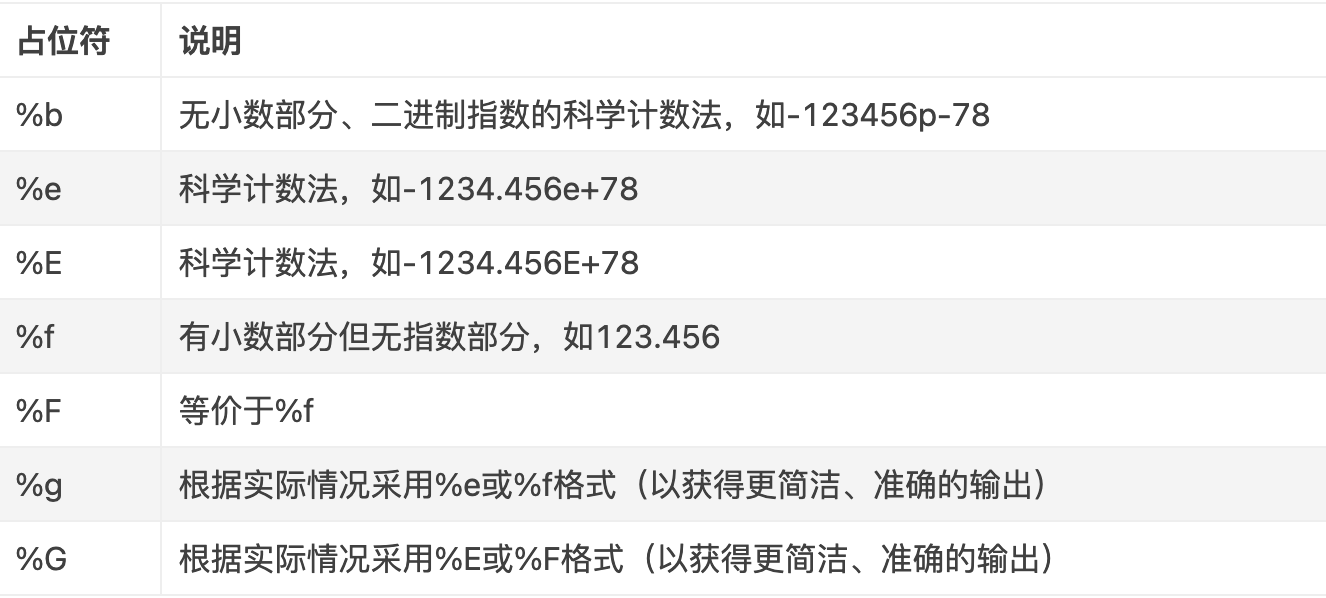 占位符 说明
%b 无小数部分、二进制指数的科学计数法，如-123456p-78
%e 科学计数法，如-1234.456e+78
%E 科学计数法，如-1234.456E+78
%f 有小数部分但无指数部分，如123.456
%F 等价于%f
%g 根据实际情况采用%e或%f格式（以获得更简洁、准确的输出）
%G 根据实际情况采用%E或%F格式（以获得更简洁、准确的输出）